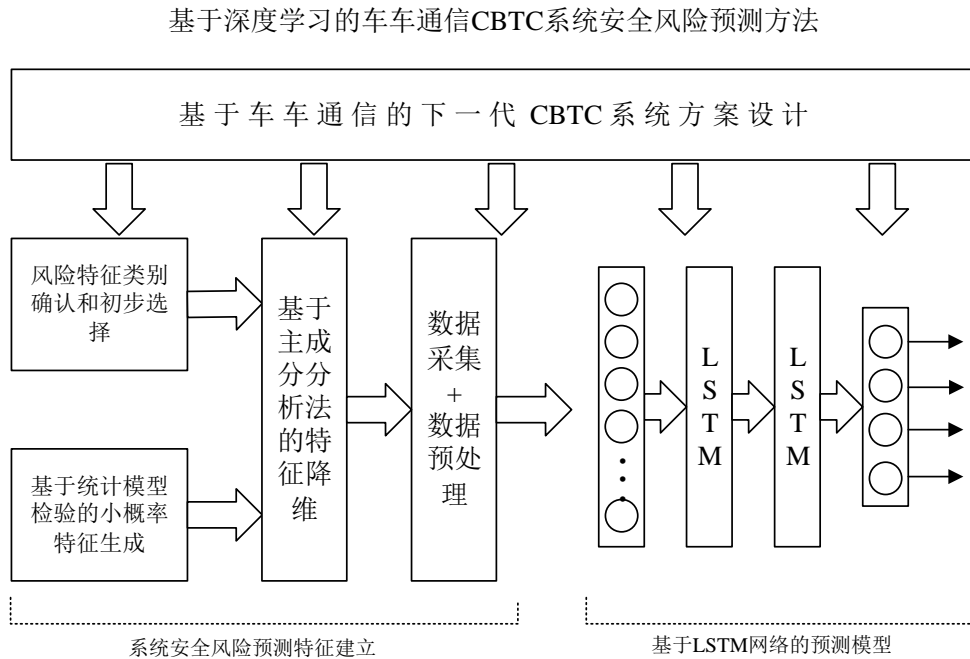 基于深度学习的车车通信CBTC系统安全风险预测方法
基于车车通信的下一代 CBTC 系统方案设计
风险特征类别
确认和初步选
择
基于统计模型
检验的小概率
特征生成
基于
主成
分分
析法
的特
征降
维
数据
采集
+
数据
预处
理
L
S
T
M
L
S
T
M
系统安全风险预测特征建立
基于LSTM网络的预测模型